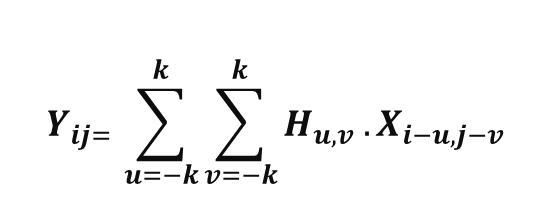 Y_{ij=} \sum_{u=-k}^{k} \sum_{v=-k}^{k} H_{u,v} . X_{i-u,j-v}